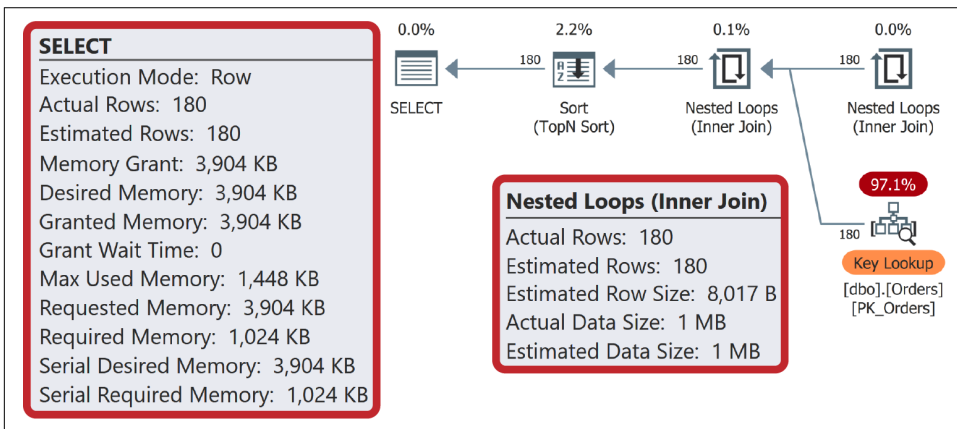 SELECT
Execution Mode: Row
Actual Rows: 180
Estimated Rows: 180
Memory Grant: 3,904 KB
Desired Memory: 3,904 KB
Granted Memory: 3,904 KB
Grant Wait Time: 0
Max Used Memory: 1,448 KB
Requested Memory: 3,904 KB
Required Memory: 1,024 KB
Serial Desired Memory: 3,904 KB
Serial Required Memory: 1,024 KB
0.0%
SELECT
180
2.2%
A
Z
Sort
(TopN Sort)
180
0.1%
Nested Loops
(Inner Join)
180
0.0%
Nested Loops
(Inner Join)
97.1%
180
Key Lookup
[dbo].[Orders]
[PK_Orders]
Nested Loops (Inner Join)
Actual Rows: 180
Estimated Rows: 180
Estimated Row Size: 8,017 B
Actual Data Size: 1 MB
Estimated Data Size: 1 MB